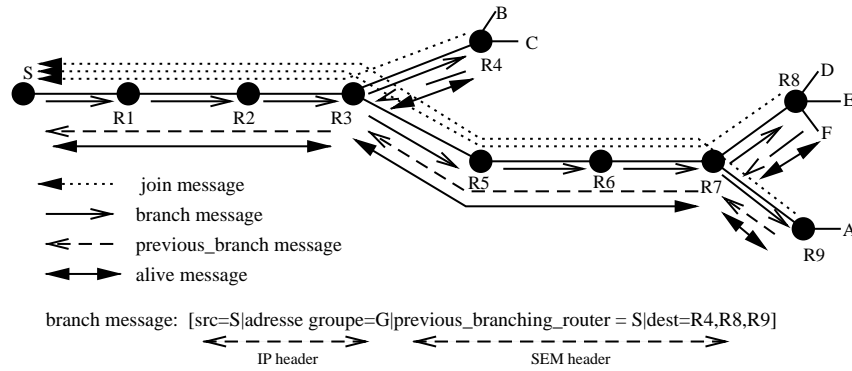 B
C
S
R4
D
R8
E
R1
R2
R3
F
R5
R6
R7
join message
branch message
A
previous_branch message
R9
alive message
branch message: [src=S|adresse groupe=G|previous_branching_router = S|dest=R4,R8,R9]
IP header
SEM header